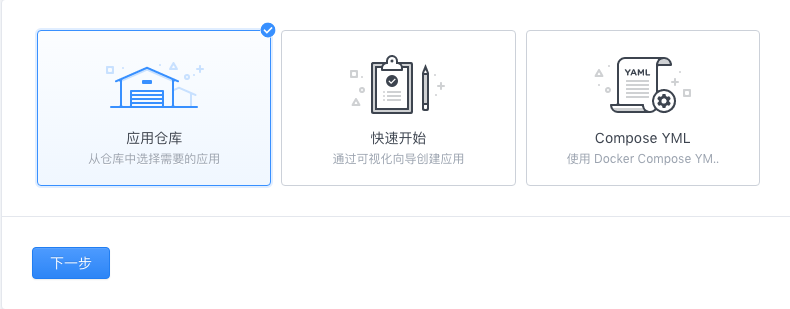 YAML
应用仓库
从仓库中选择需要的应用
快速开始
通过可视化向导创建应用
Compose YML
使用 Docker Compose YM..
下一步